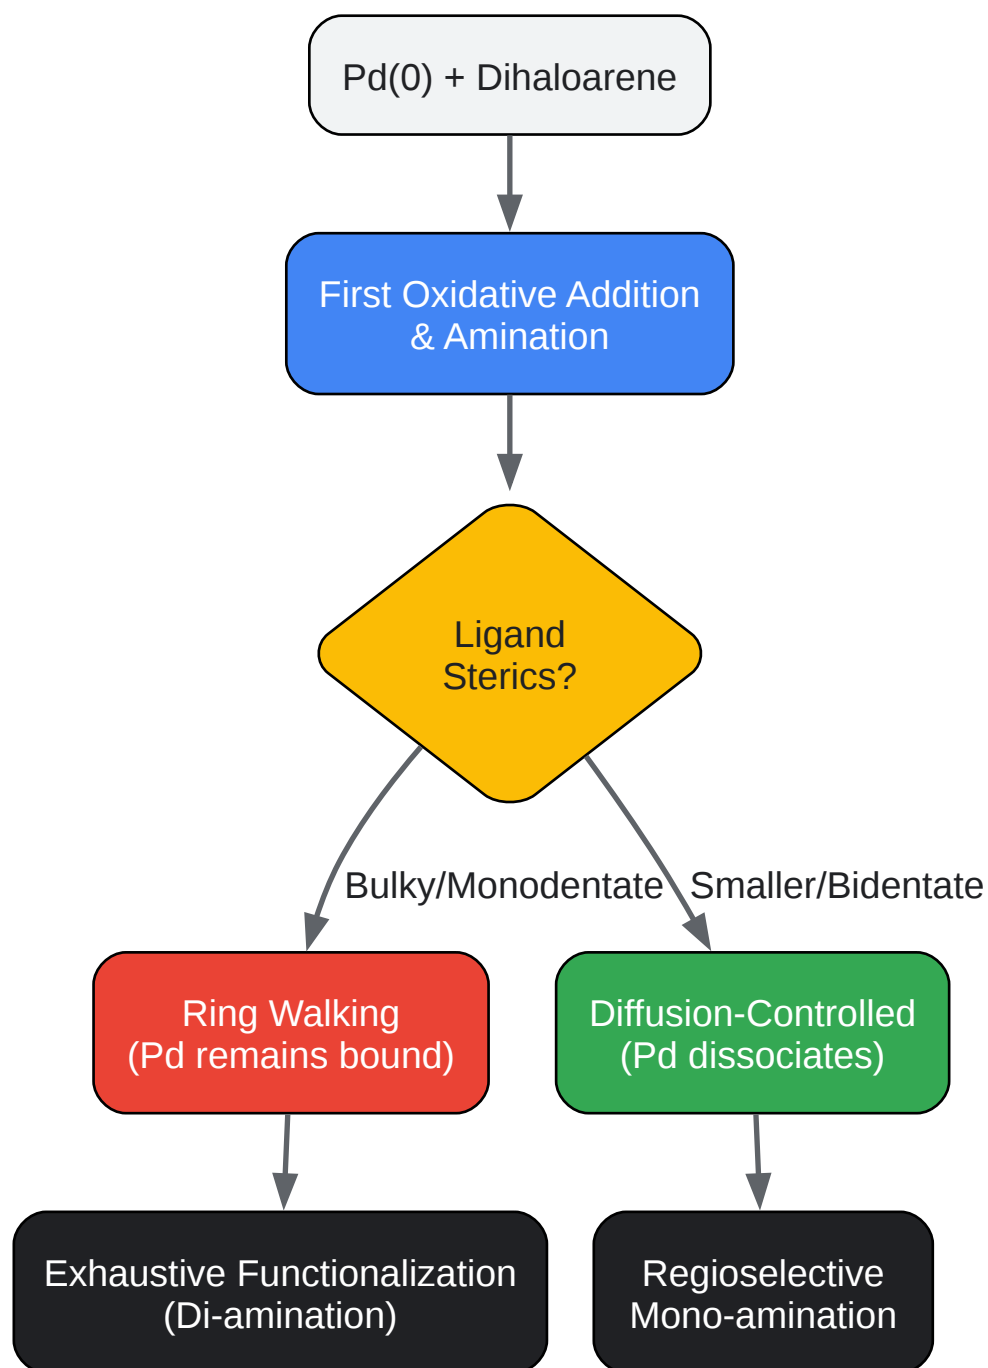 Pd(0) + Dihaloarene
First Oxidative Addition
& Amination
Ligand
Sterics?
Bulky/Monodentate
Smaller/Bidentate
Ring Walking
(Pd remains bound)
Diffusion-Controlled
(Pd dissociates)
Exhaustive Functionalization
(Di-amination)
Regioselective
Mono-amination